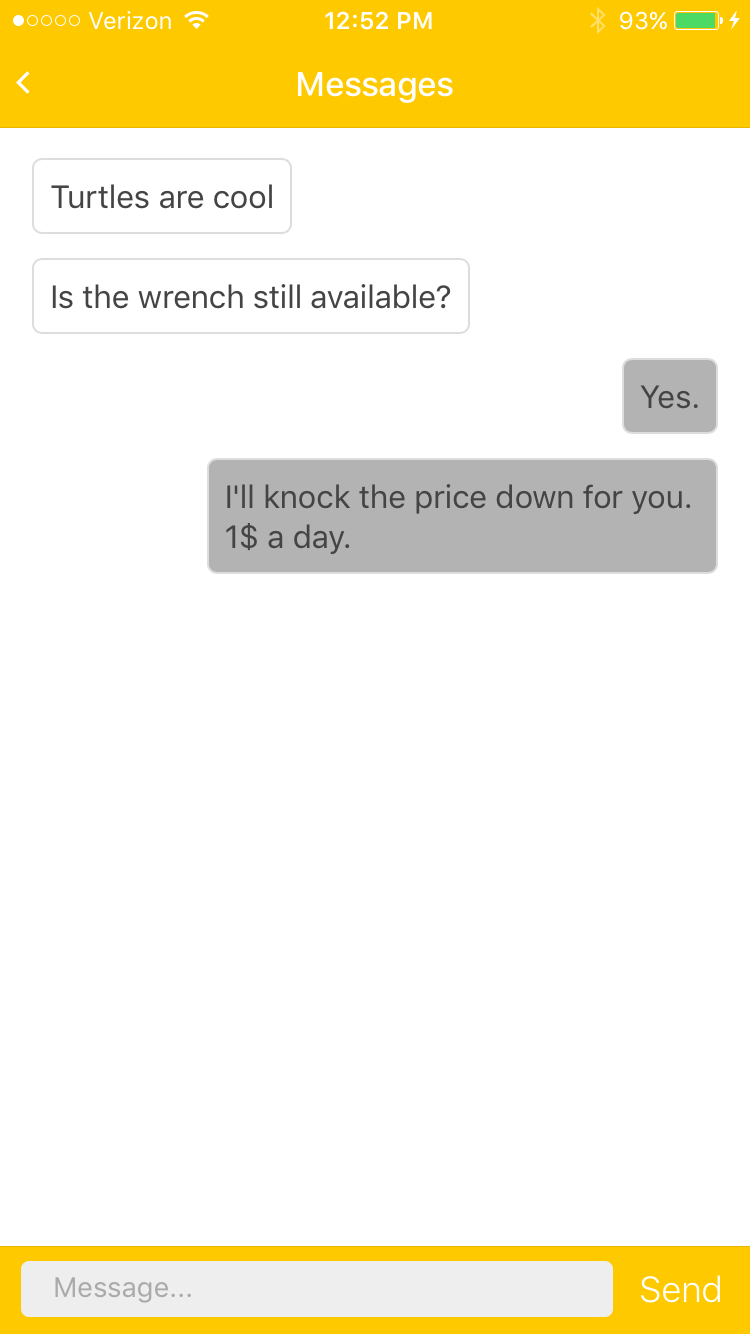 Verizon 12:52 PM 93%
Messages
Turtles are cool
Is the wrench still available?
Yes.
I'll knock the price down for you.
1$ a day.
Message... Send